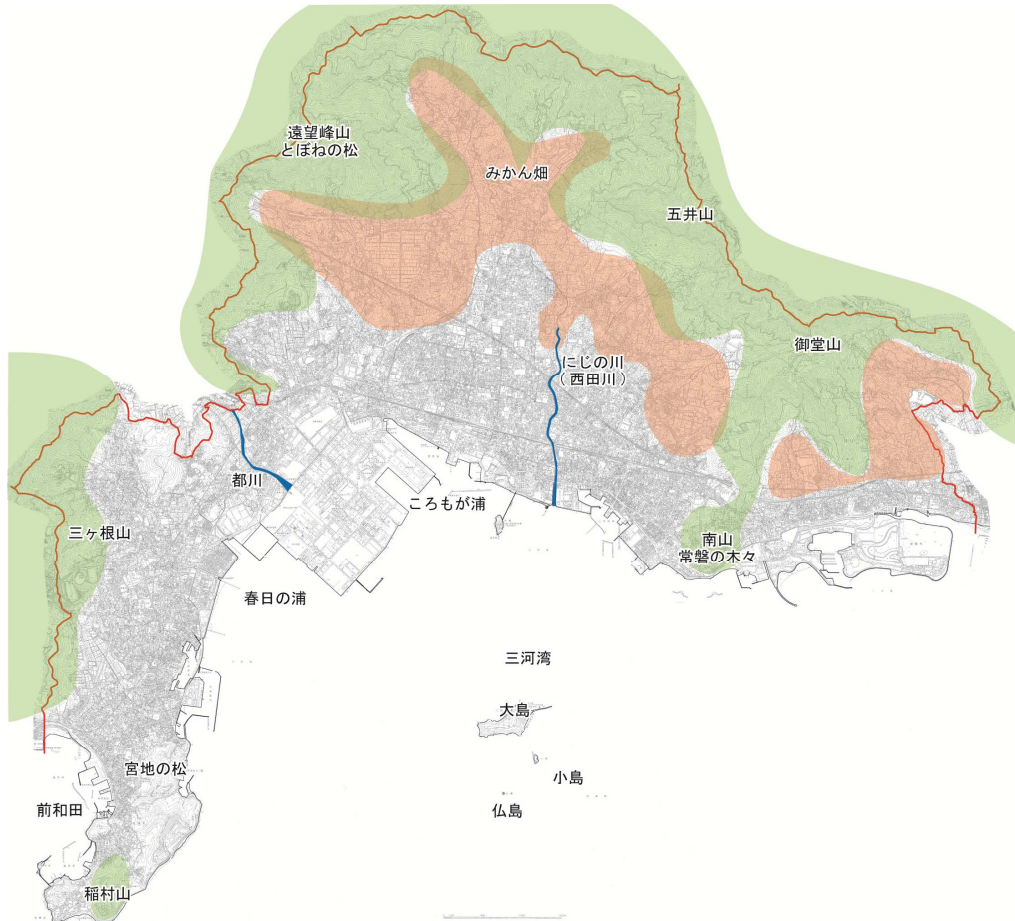 遠望峰山
とぼねの松
みかん畑
五井山
御堂山
にじの川
（西田川）
都川
ころもが浦
三ヶ根山
南山
常磐の木々
春日の浦
三河湾
大島
宮地の松
小島
前和田
仏島
稲村山